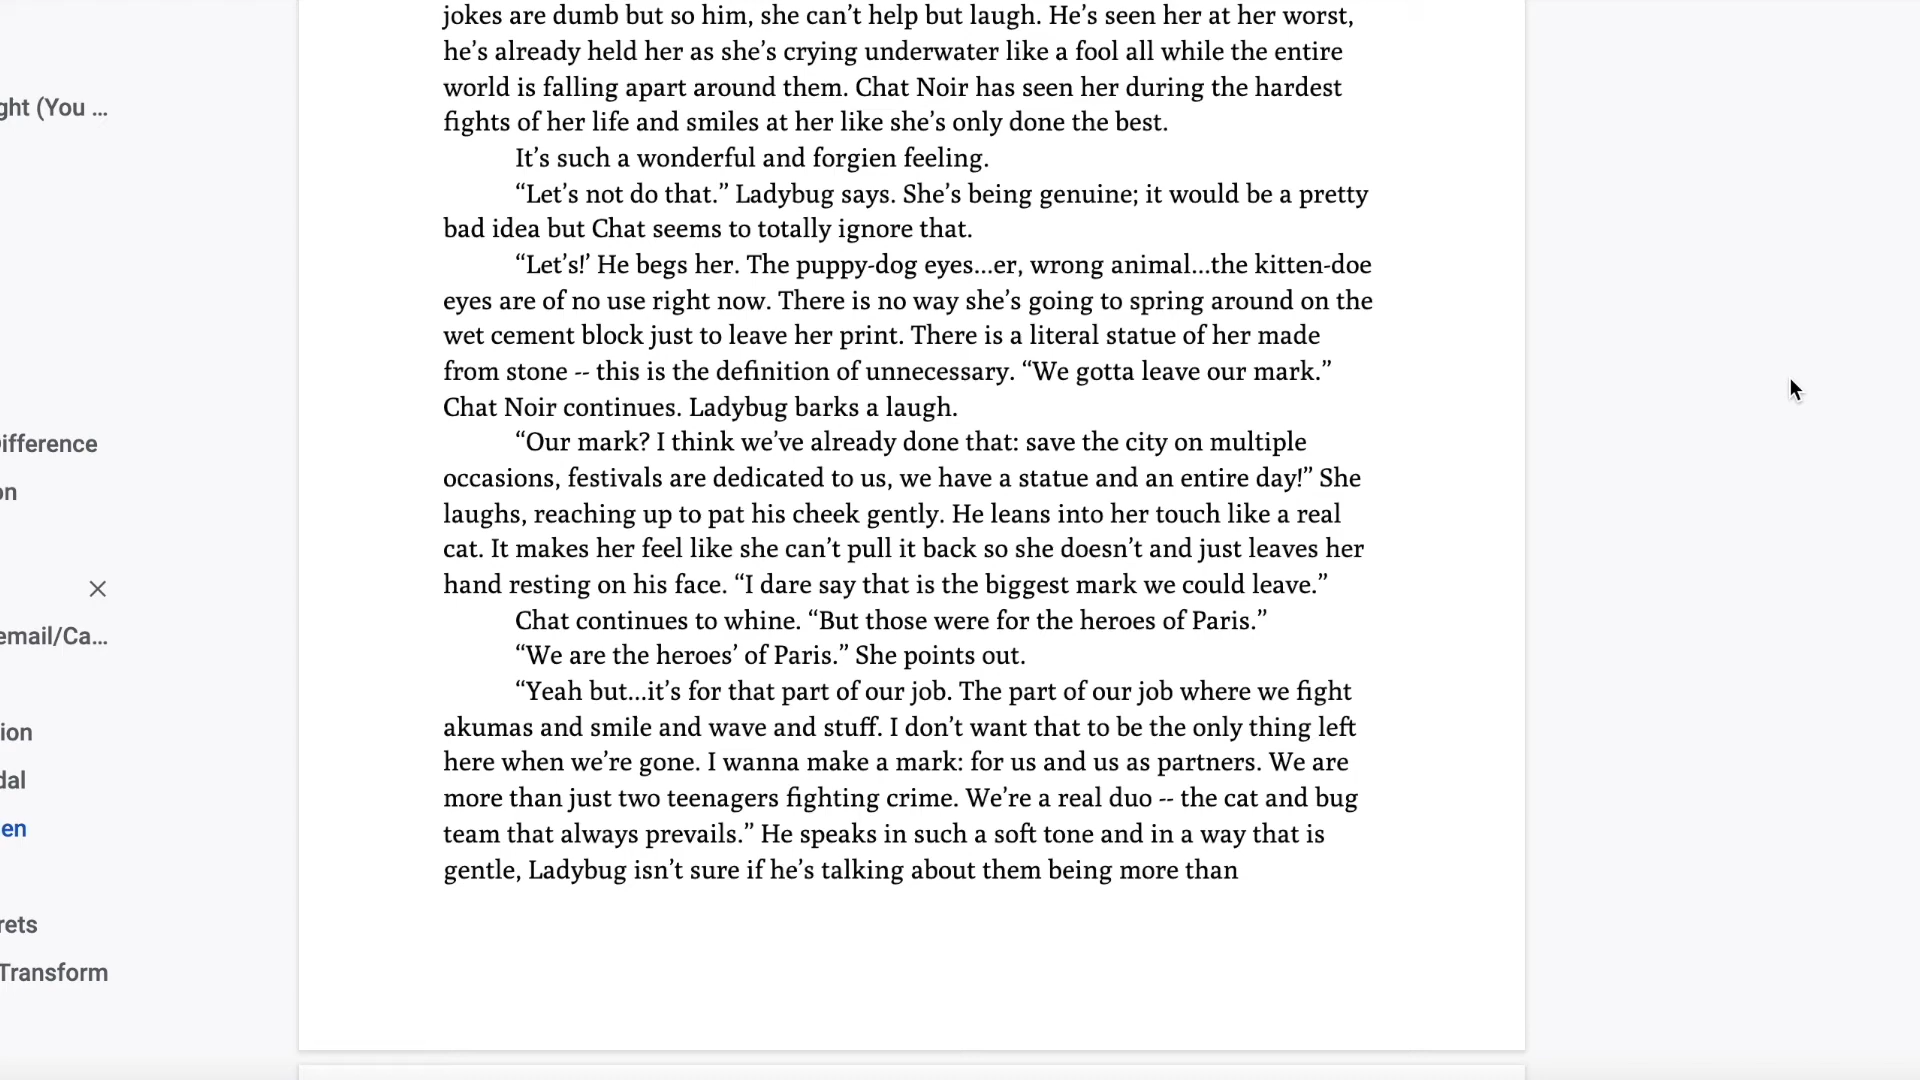 jokes are dumb but so him, she can’t help but laugh. He’s seen her at her worst,
he’s already held her as she’s crying underwater like a fool all while the entire
world is falling apart around them. Chat Noir has seen her during the hardest
fights of her life and smiles at her like she’s only done the best.
It’s such a wonderful and forgien feeling.
“Let’s not do that.” Ladybug says. She’s being genuine; it would be a pretty
bad idea but Chat seems to totally ignore that.
“Let’s!’ He begs her. The puppy-dog eyes...er, wrong animal...the kitten-doe
eyes are of no use right now. There is no way she’s going to spring around on the
wet cement block just to leave her print. There is a literal statue of her made
from stone -- this is the definition of unnecessary. “We gotta leave our mark.”
Chat Noir continues. Ladybug barks a laugh.
“Our mark? I think we’ve already done that: save the city on multiple
occasions, festivals are dedicated to us, we have a statue and an entire day!” She
laughs, reaching up to pat his cheek gently. He leans into her touch like a real
cat. It makes her feel like she can’t pull it back so she doesn’t and just leaves her
hand resting on his face. “I dare say that is the biggest mark we could leave.”
Chat continues to whine. “But those were for the heroes of Paris.”
“We are the heroes’ of Paris.” She points out.
“Yeah but...it’s for that part of our job. The part of our job where we fight
akumas and smile and wave and stuff. I don’t want that to be the only thing left
here when we’re gone. I wanna make a mark: for us and us as partners. We are
more than just two teenagers fighting crime. We’re a real duo -- the cat and bug
team that always prevails.” He speaks in such a soft tone and in a way that is
gentle, Ladybug isn’t sure if he’s talking about them being more than
ght (You ...
ifference
on
email/Ca...
ion
dal
en
rets
Transform